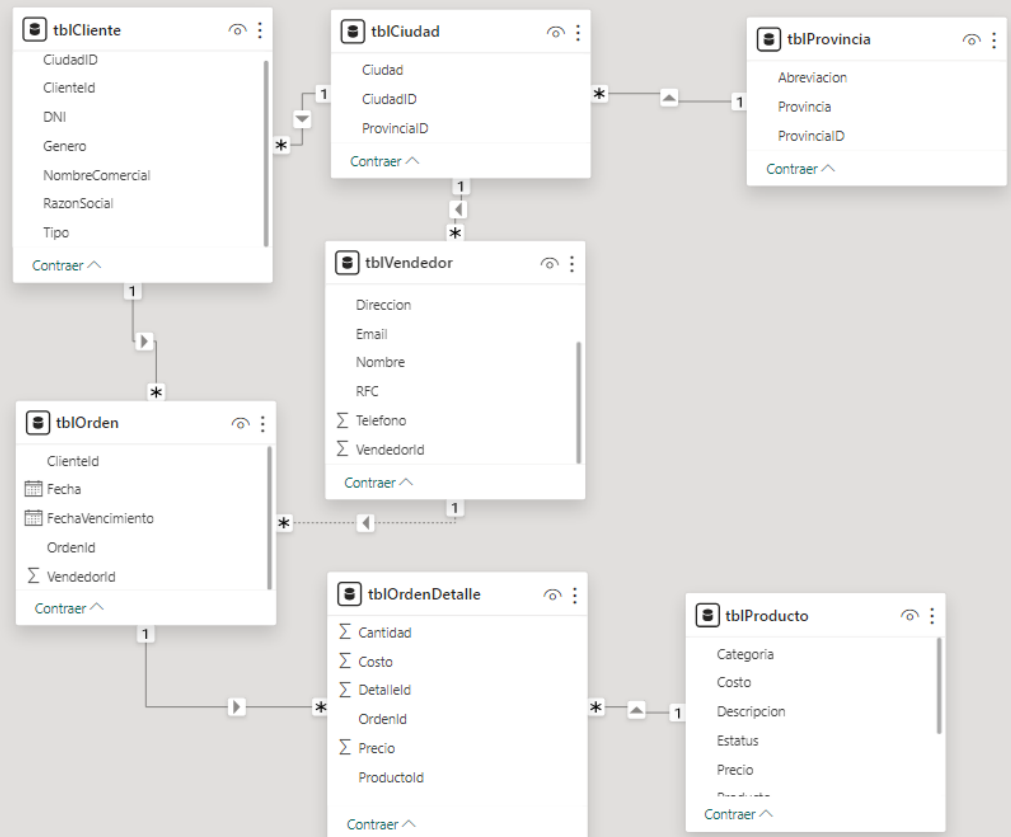 tblCliente
CiudadID
ClienteId
DNI
Genero
NombreComercial
RazonSocial
Tipo
Contraer
tblCiudad
Ciudad
CiudadID
ProvinciaID
Contraer
tblProvincia
Abreviacion
Provincia
ProvinciaID
Contraer
1
*
*
1
1
*
tblVendedor
Direccion
Email
Nombre
RFC
Σ Telefono
Σ VendedorId
Contraer
1
*
tblOrden
ClienteId
Fecha
FechaVencimiento
OrdenId
Σ VendedorId
Contraer
1
*
1
*
tblOrdenDetalle
Σ Cantidad
Σ Costo
Σ DetalleId
OrdenId
Σ Precio
ProductoId
Contraer
*
1
tblProducto
Categoria
Costo
Descripcion
Estatus
Precio
Contraer